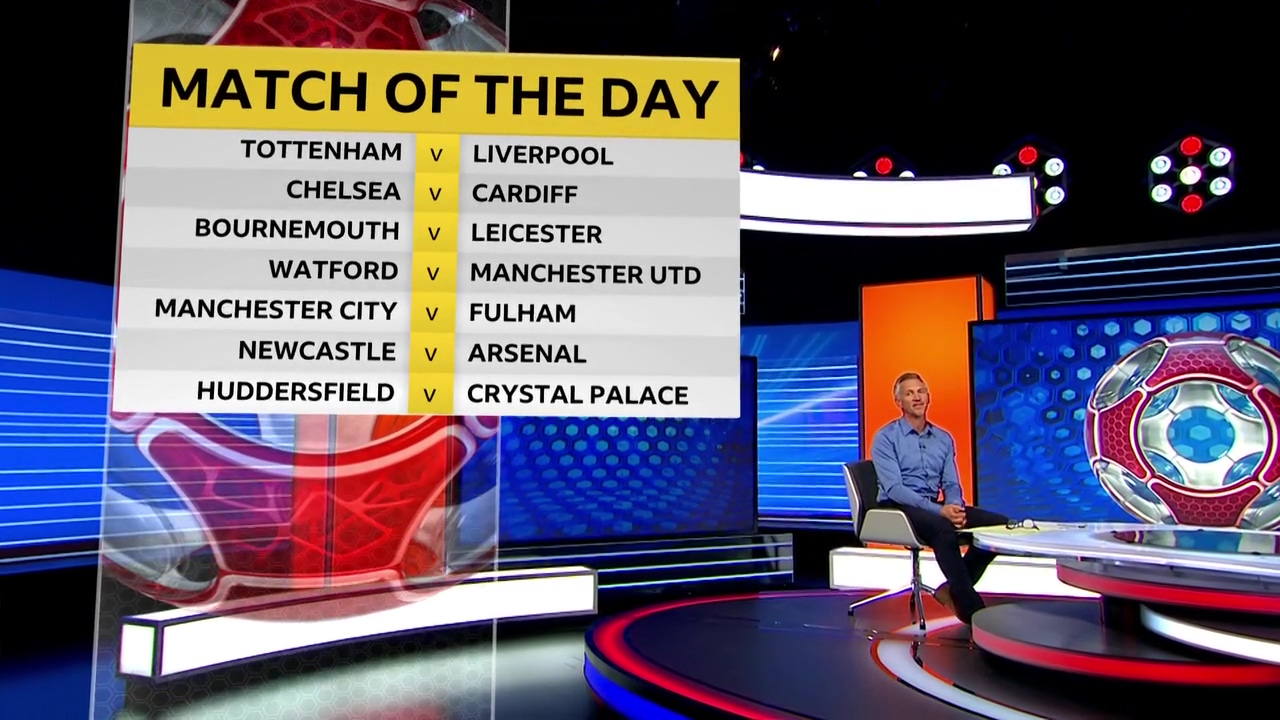 MATCH OF THE DAY
TOTTENHAM v LIVERPOOL
CHELSEA v CARDIFF
BOURNEMOUTH v LEICESTER
WATFORD v MANCHESTER UTD
MANCHESTER CITY v FULHAM
NEWCASTLE v ARSENAL
HUDDERSFIELD v CRYSTAL PALACE